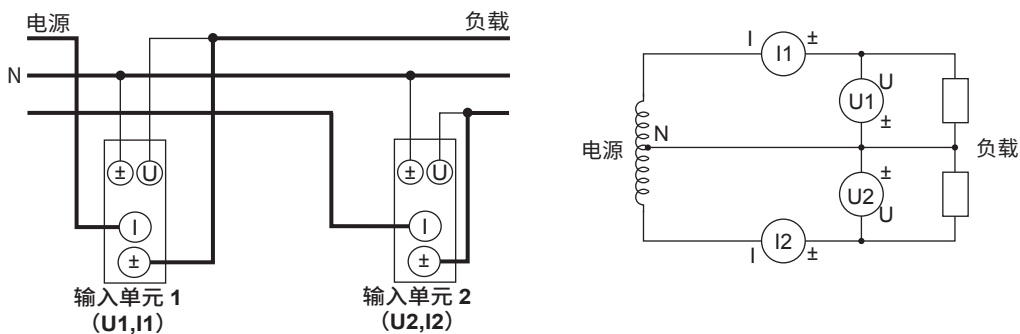 电源
负载
N
± U
± U
I
I
±
±
输入单元 1
(U1,I1)
输入单元 2
(U2,I2)
I I1 ±
U
U1
±
电源 N
负载
±
U2
U
I I2 ±